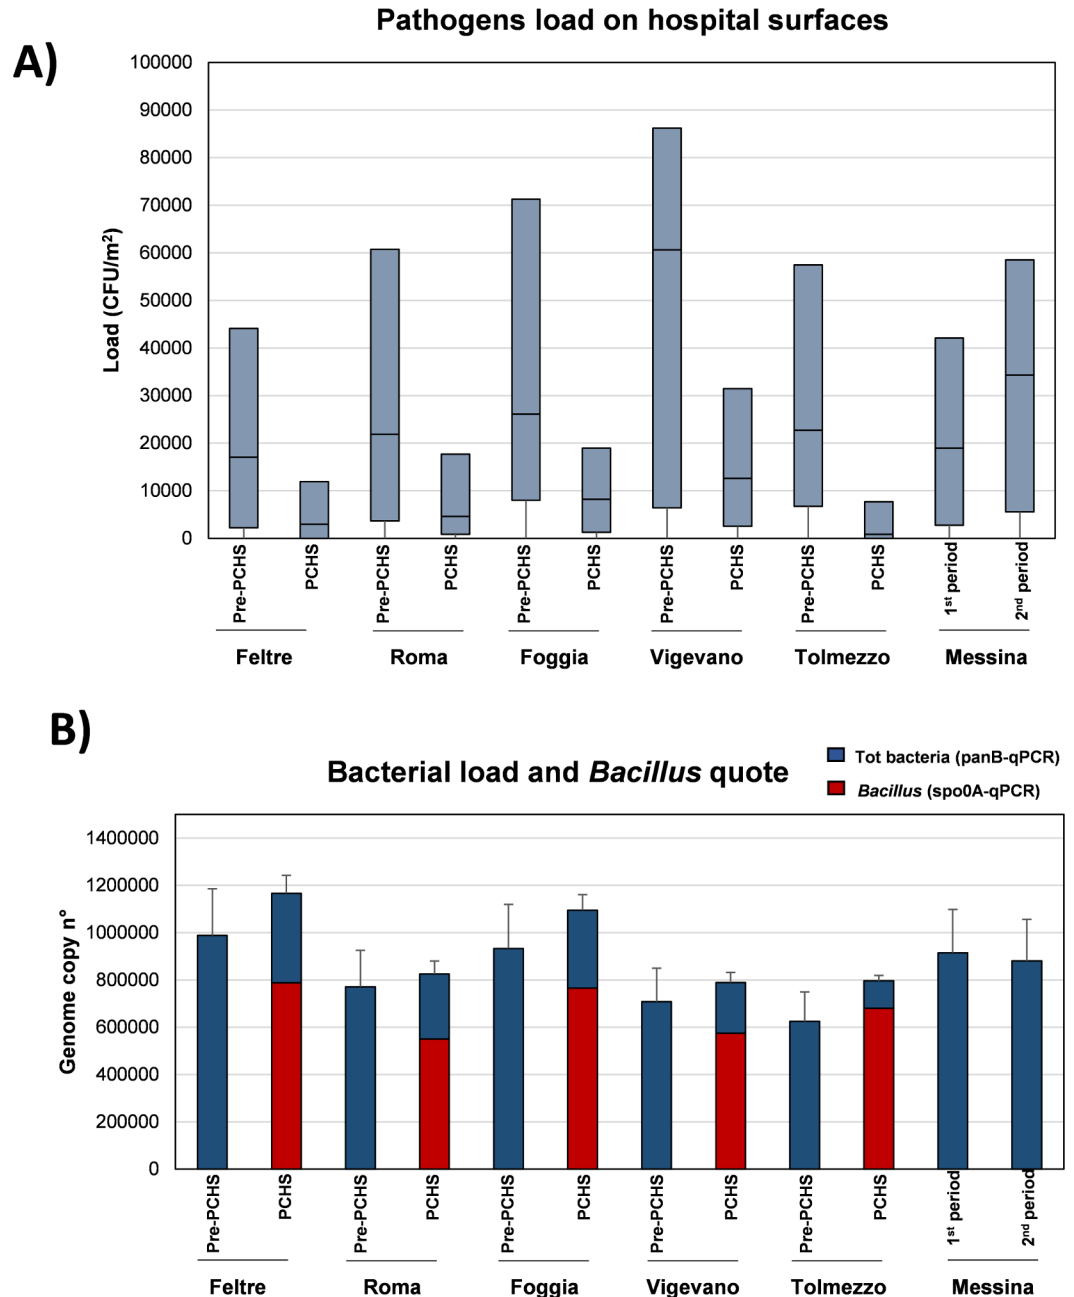 Pathogens load on hospital surfaces
A)
100000
90000
80000
70000
60000
50000
40000
30000
20000
10000
0
Load (CFU/m²)
Pre-PCHS
PCHS
Pre-PCHS
PCHS
Pre-PCHS
PCHS
Pre-PCHS
PCHS
Pre-PCHS
PCHS
1st period
2nd period
Feltre
Roma
Foggia
Vigevano
Tolmezzo
Messina
B)
Tot bacteria (panB-qPCR)
Bacillus (spo0A-qPCR)
Bacterial load and Bacillus quote
1400000
1200000
1000000
800000
600000
400000
200000
0
Genome copy n°
Pre-PCHS
PCHS
Pre-PCHS
PCHS
Pre-PCHS
PCHS
Pre-PCHS
PCHS
Pre-PCHS
PCHS
1st period
2nd period
Feltre
Roma
Foggia
Vigevano
Tolmezzo
Messina